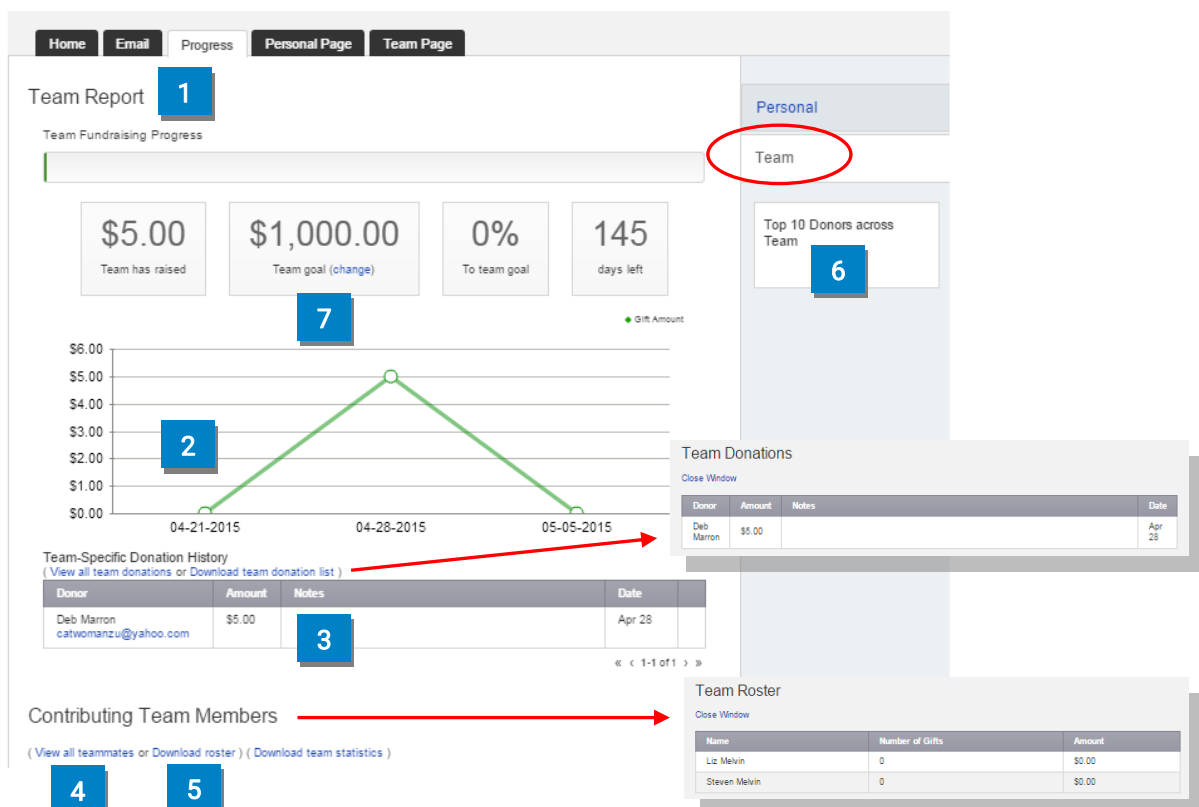 Home Email Progress Personal Page Team Page
Team Report 1
Team Fundraising Progress
$5.00 $1,000.00 0% 145
Team has raised Team goal (change) To team goal days left
7
Gift Amount
$6.00
$5.00
$4.00
$3.00
2
$2.00
$1.00
$0.00
04-21-2015 04-28-2015 05-05-2015
Team-Specific Donation History
( View all team donations or Download team donation list )
Donor Amount Notes Date
Deb Marron $5.00 Apr 28
catwomanzu@yahoo.com
3
« ‹ 1-1 of 1 › »
Contributing Team Members
( View all teammates or Download roster ) ( Download team statistics )
4 5
Personal
Team
Top 10 Donors across
Team
6
Team Donations
Close Window
Donor Amount Notes Date
Deb Apr
$5.00
Marron 28
Team Roster
Close Window
Name Number of Gifts Amount
Liz Melvin 0 $0.00
Steven Melvin 0 $0.00